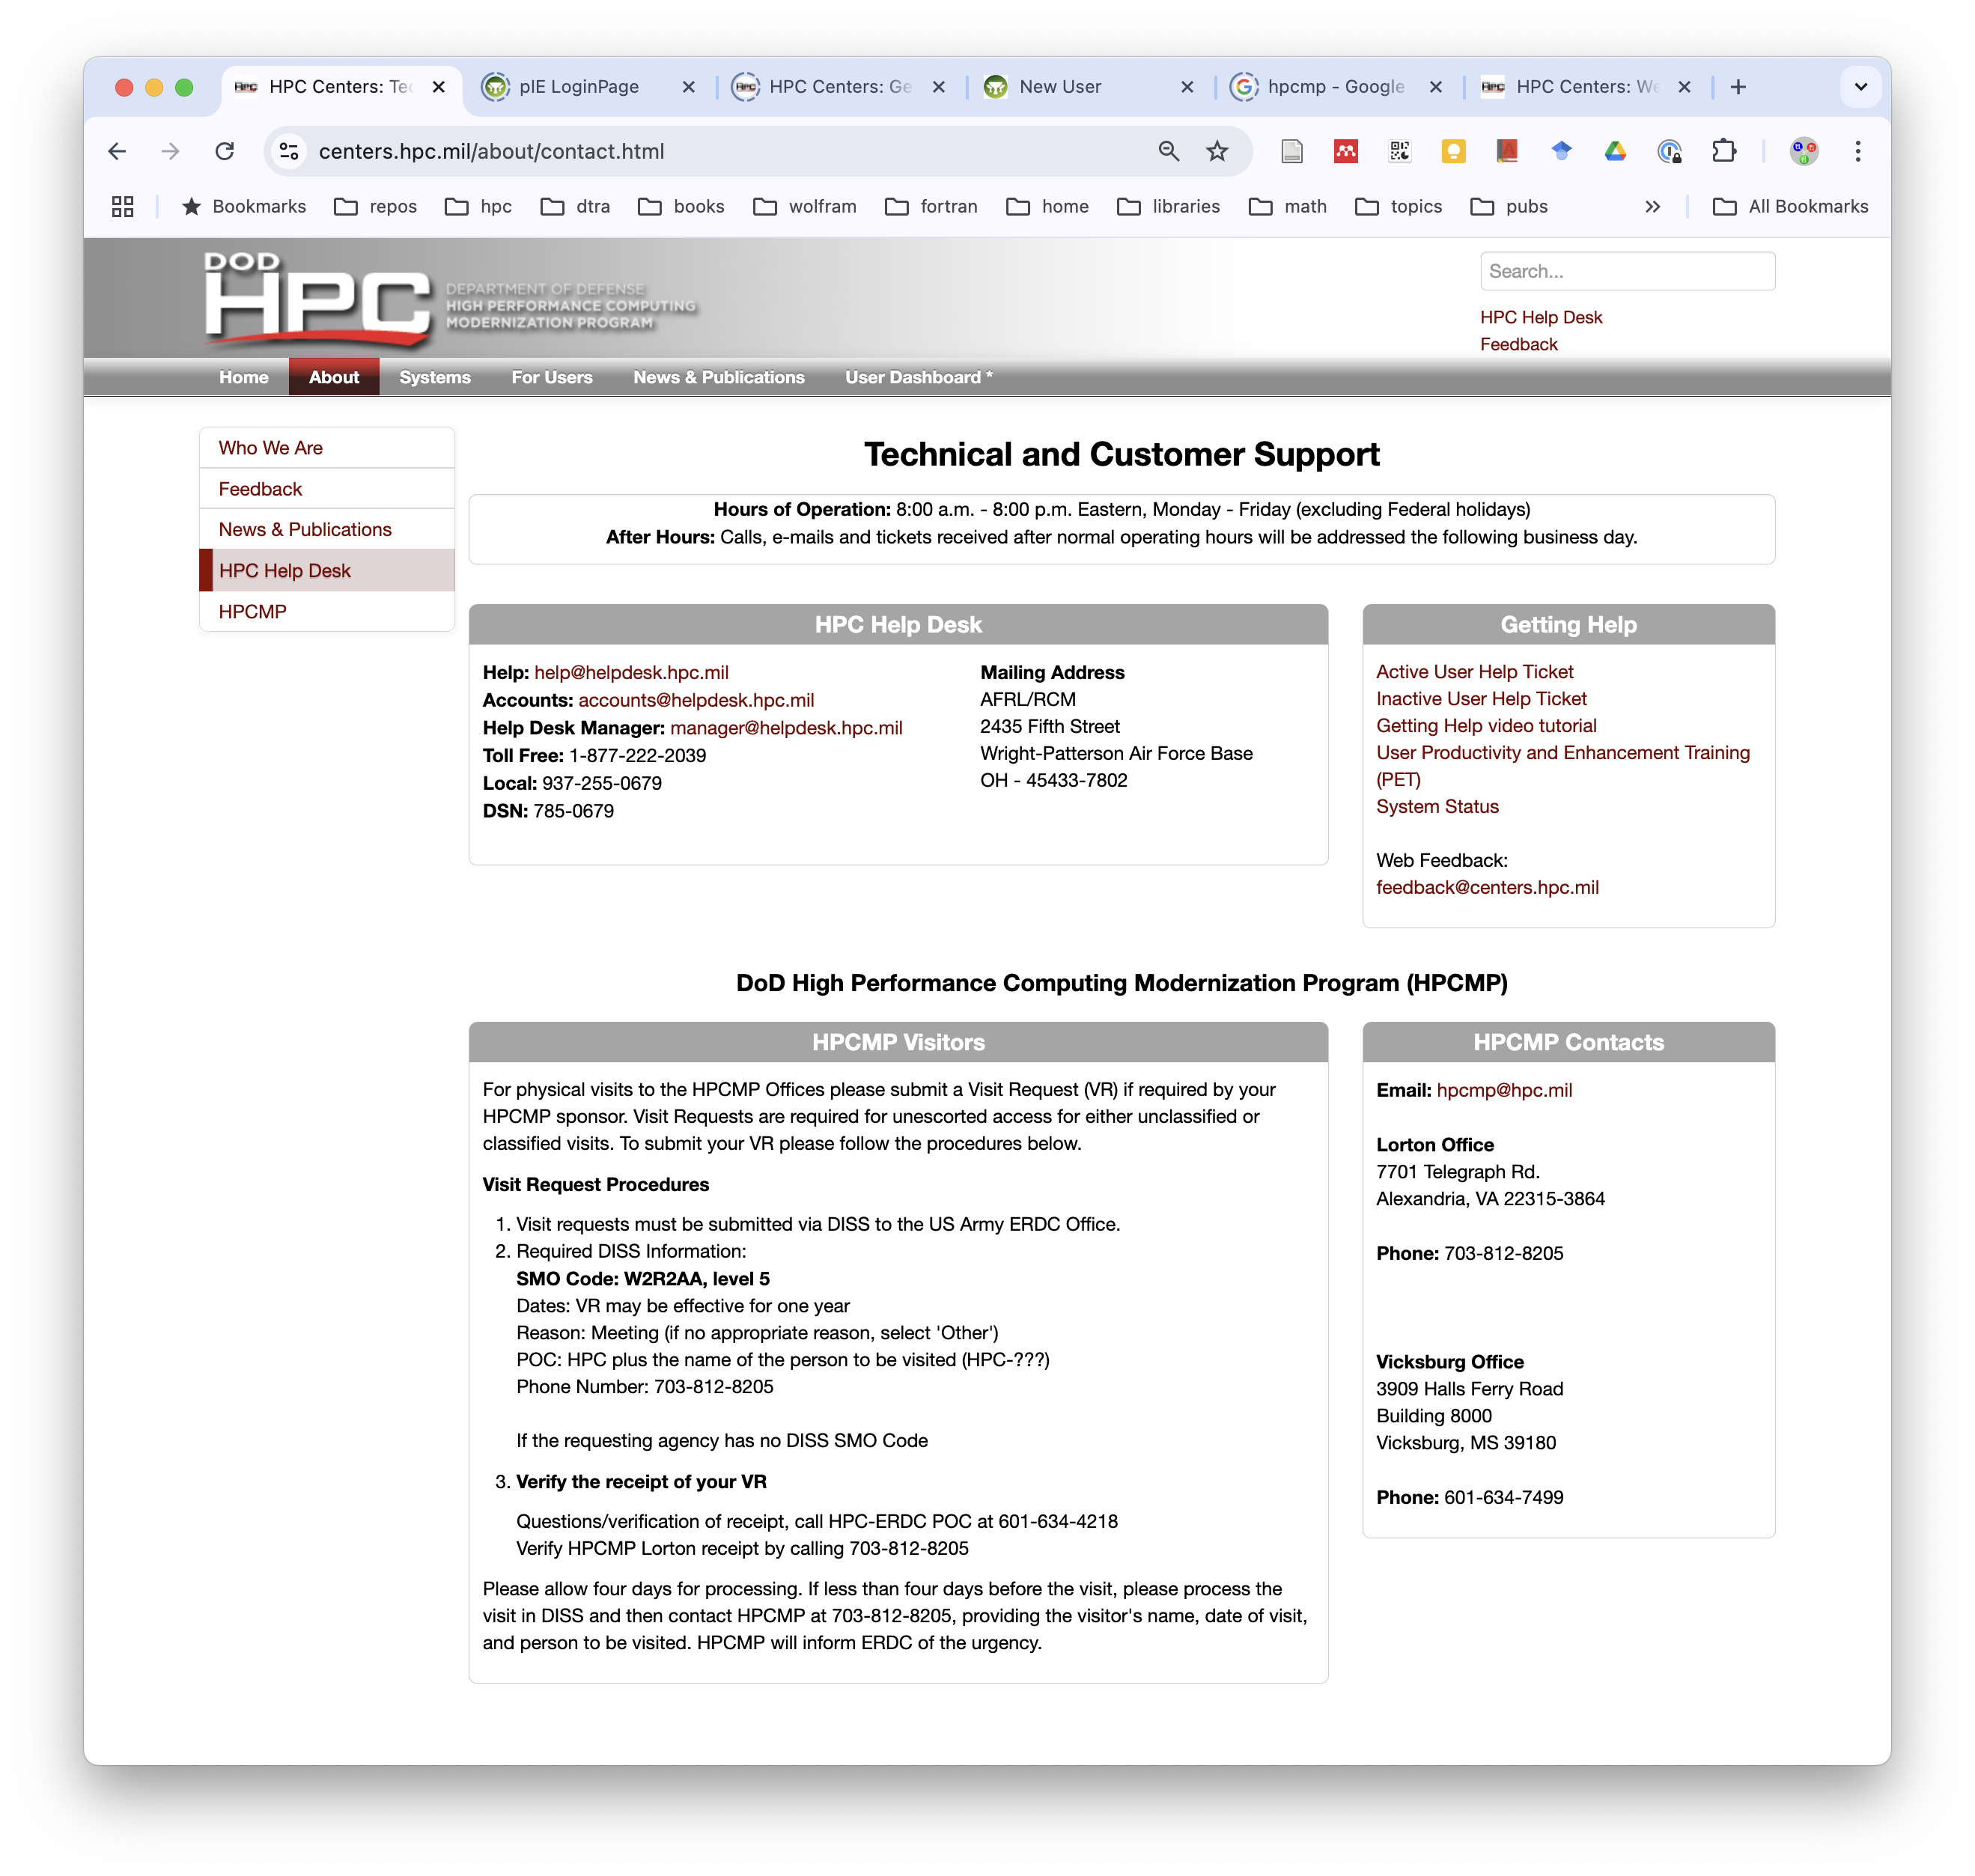 HPC Centers: Tec
pIE LoginPage
HPC Centers: Ge
New User
hpcmp - Google
HPC Centers: We
centers.hpc.mil/about/contact.html
Bookmarks
repos
hpc
dtra
books
wolfram
fortran
home
libraries
math
topics
pubs
All Bookmarks
DOD
HPC
DEPARTMENT OF DEFENSE
HIGH PERFORMANCE COMPUTING
MODERNIZATION PROGRAM
Search...
HPC Help Desk
Feedback
Home
About
Systems
For Users
News & Publications
User Dashboard *
Who We Are
Feedback
News & Publications
HPC Help Desk
HPCMP
Technical and Customer Support
Hours of Operation: 8:00 a.m. - 8:00 p.m. Eastern, Monday - Friday (excluding Federal holidays)
After Hours: Calls, e-mails and tickets received after normal operating hours will be addressed the following business day.
HPC Help Desk
Help: help@helpdesk.hpc.mil
Accounts: accounts@helpdesk.hpc.mil
Help Desk Manager: manager@helpdesk.hpc.mil
Toll Free: 1-877-222-2039
Local: 937-255-0679
DSN: 785-0679
Mailing Address
AFRL/RCM
2435 Fifth Street
Wright-Patterson Air Force Base
OH - 45433-7802
Getting Help
Active User Help Ticket
Inactive User Help Ticket
Getting Help video tutorial
User Productivity and Enhancement Training
(PET)
System Status
Web Feedback:
feedback@centers.hpc.mil
DoD High Performance Computing Modernization Program (HPCMP)
HPCMP Visitors
For physical visits to the HPCMP Offices please submit a Visit Request (VR) if required by your
HPCMP sponsor. Visit Requests are required for unescorted access for either unclassified or
classified visits. To submit your VR please follow the procedures below.
Visit Request Procedures
1. Visit requests must be submitted via DISS to the US Army ERDC Office.
2. Required DISS Information:
SMO Code: W2R2AA, level 5
Dates: VR may be effective for one year
Reason: Meeting (if no appropriate reason, select 'Other')
POC: HPC plus the name of the person to be visited (HPC-???)
Phone Number: 703-812-8205
If the requesting agency has no DISS SMO Code
3. Verify the receipt of your VR
Questions/verification of receipt, call HPC-ERDC POC at 601-634-4218
Verify HPCMP Lorton receipt by calling 703-812-8205
Please allow four days for processing. If less than four days before the visit, please process the
visit in DISS and then contact HPCMP at 703-812-8205, providing the visitor's name, date of visit,
and person to be visited. HPCMP will inform ERDC of the urgency.
HPCMP Contacts
Email: hpcmp@hpc.mil
Lorton Office
7701 Telegraph Rd.
Alexandria, VA 22315-3864
Phone: 703-812-8205
Vicksburg Office
3909 Halls Ferry Road
Building 8000
Vicksburg, MS 39180
Phone: 601-634-7499